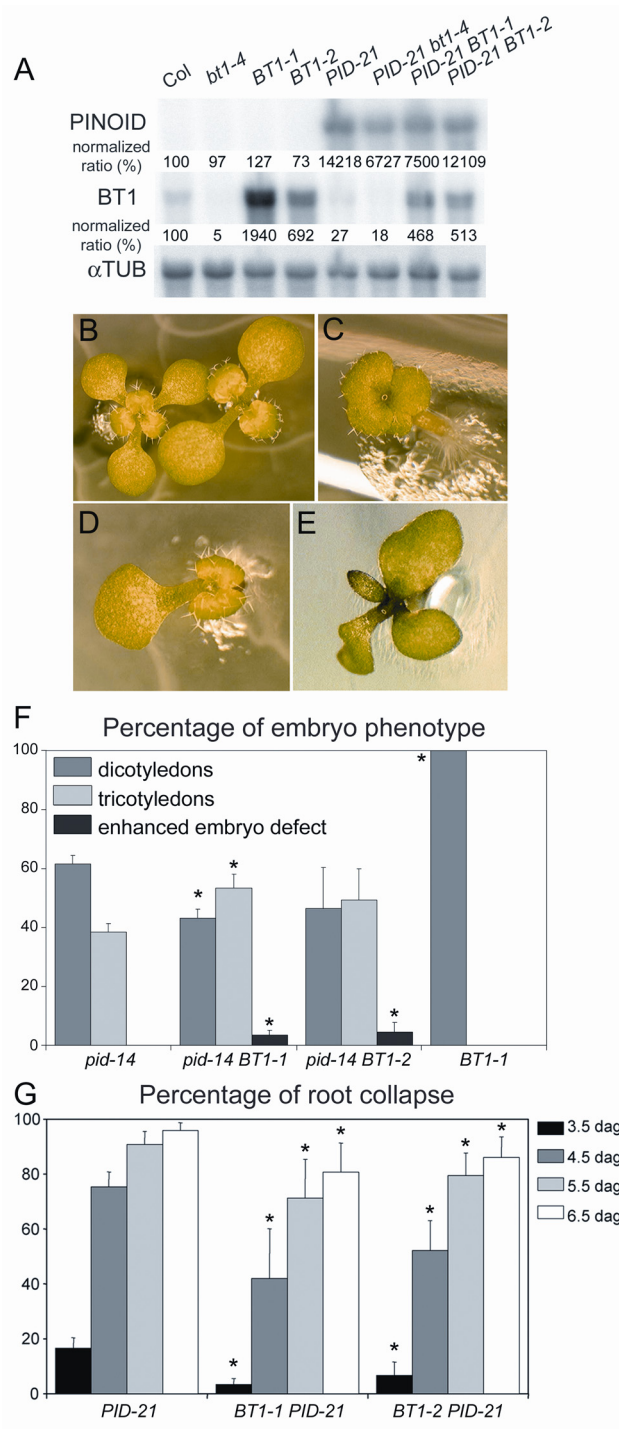 A
Col bt1-4 BT1-1 BT1-2 PID-21 PID-21 bt1-4 PID-21 BT1-1 PID-21 BT1-2
PINOID
normalized
ratio (%)
100 97 127 73 14218 6727 7500 12109
BT1
normalized
ratio (%)
100 5 1940 692 27 18 468 513
αTUB
B
C
D
E
F
Percentage of embryo phenotype
100
80
60
40
20
0
dicotyledons
tricotyledons
enhanced embryo defect
* * * * *
pid-14 pid-14 BT1-1 pid-14 BT1-2 BT1-1
G
Percentage of root collapse
100
80
60
40
20
0
* * * * * * * *
3.5 dag
4.5 dag
5.5 dag
6.5 dag
PID-21 BT1-1 PID-21 BT1-2 PID-21